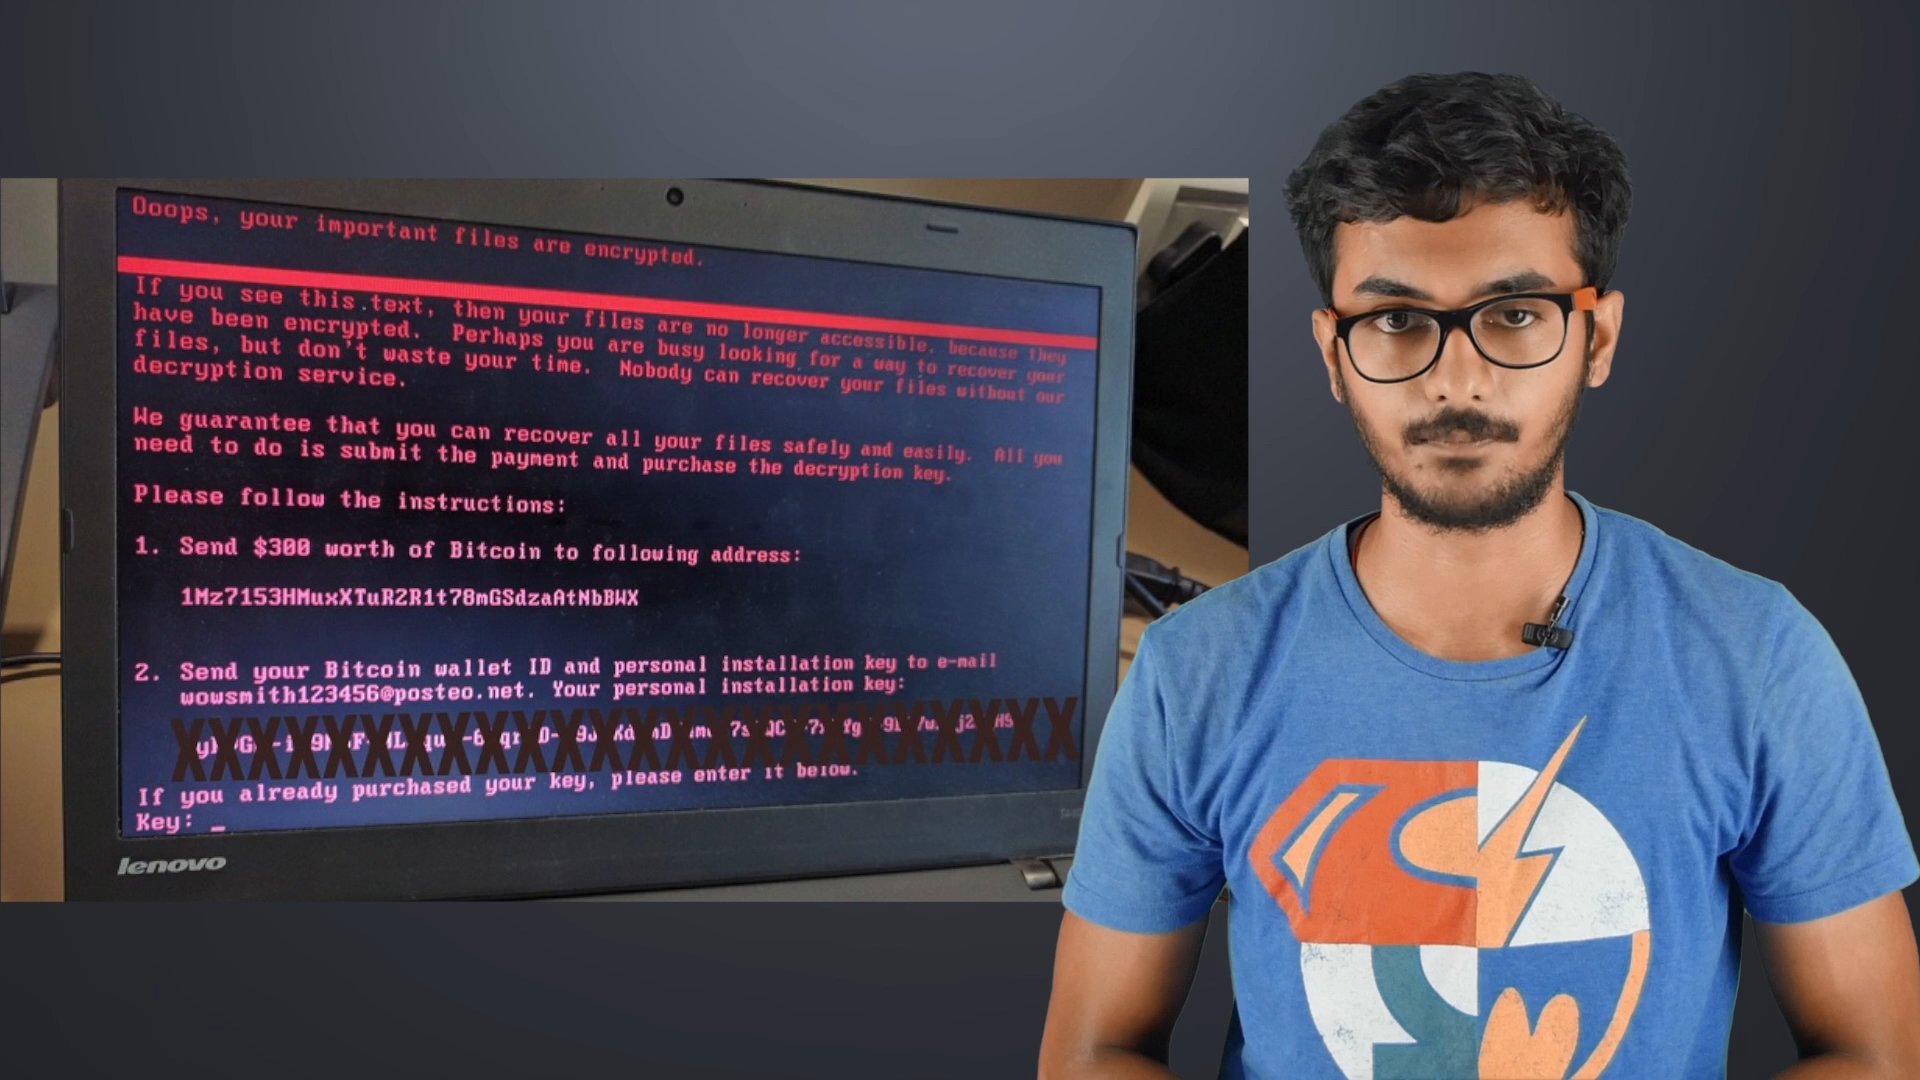 Ooops, your important files are encrypted.
If you see this text, then your files are no longer accessible, because they
have been encrypted.  Perhaps you are busy looking for a way to recover your
files, but don't waste your time.  Nobody can recover your files without our
decryption service.
We guarantee that you can recover all your files safely and easily.  All you
need to do is submit the payment and purchase the decryption key.
Please follow the instructions:
1. Send $300 worth of Bitcoin to following address:
1Mz7153HMuxXTuR2R1t78mGSdzaAtNbBWX
2. Send your Bitcoin wallet ID and personal installation key to e-mail
wowsmith123456@posteo.net. Your personal installation key:
XXXXXXXXXXXXXXXXXXXXXXXXXXXXXXXX
If you already purchased your key, please enter it below.
Key: _
lenovo